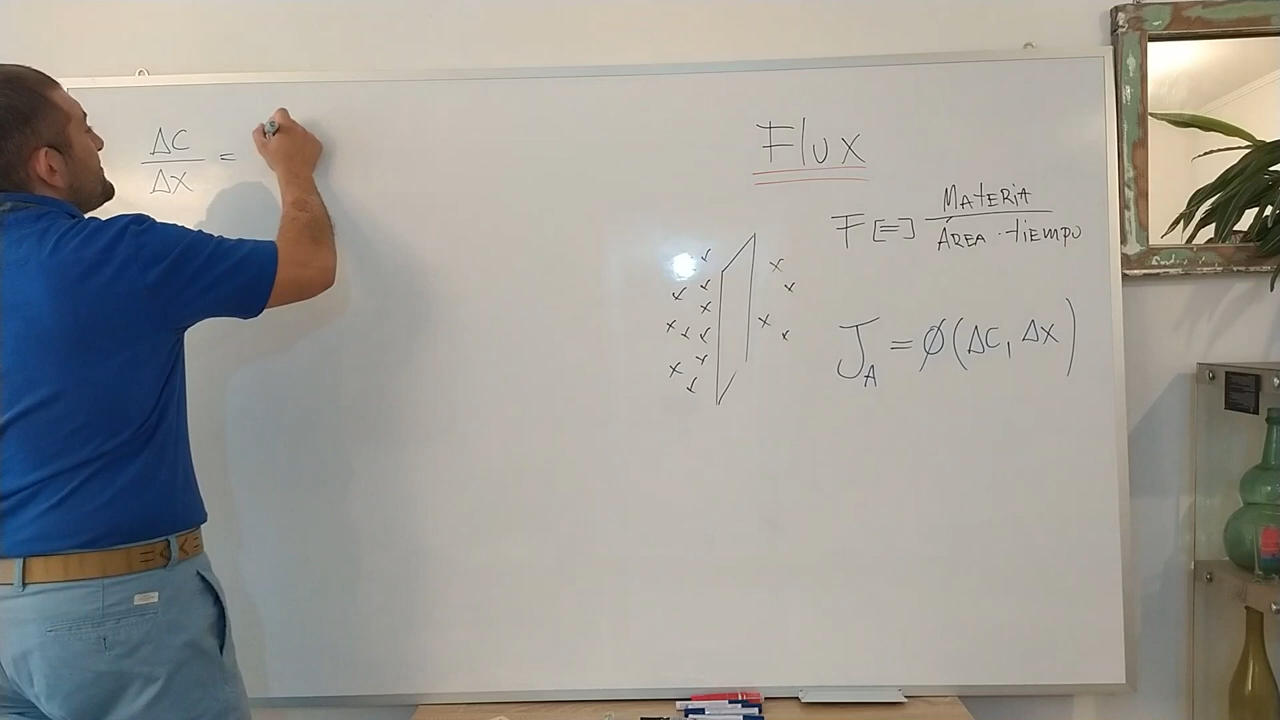 ΔC
ΔX =
Flux
F [=] MATERIA
ÁREA · tiempo
J_A = φ(ΔC, ΔX)